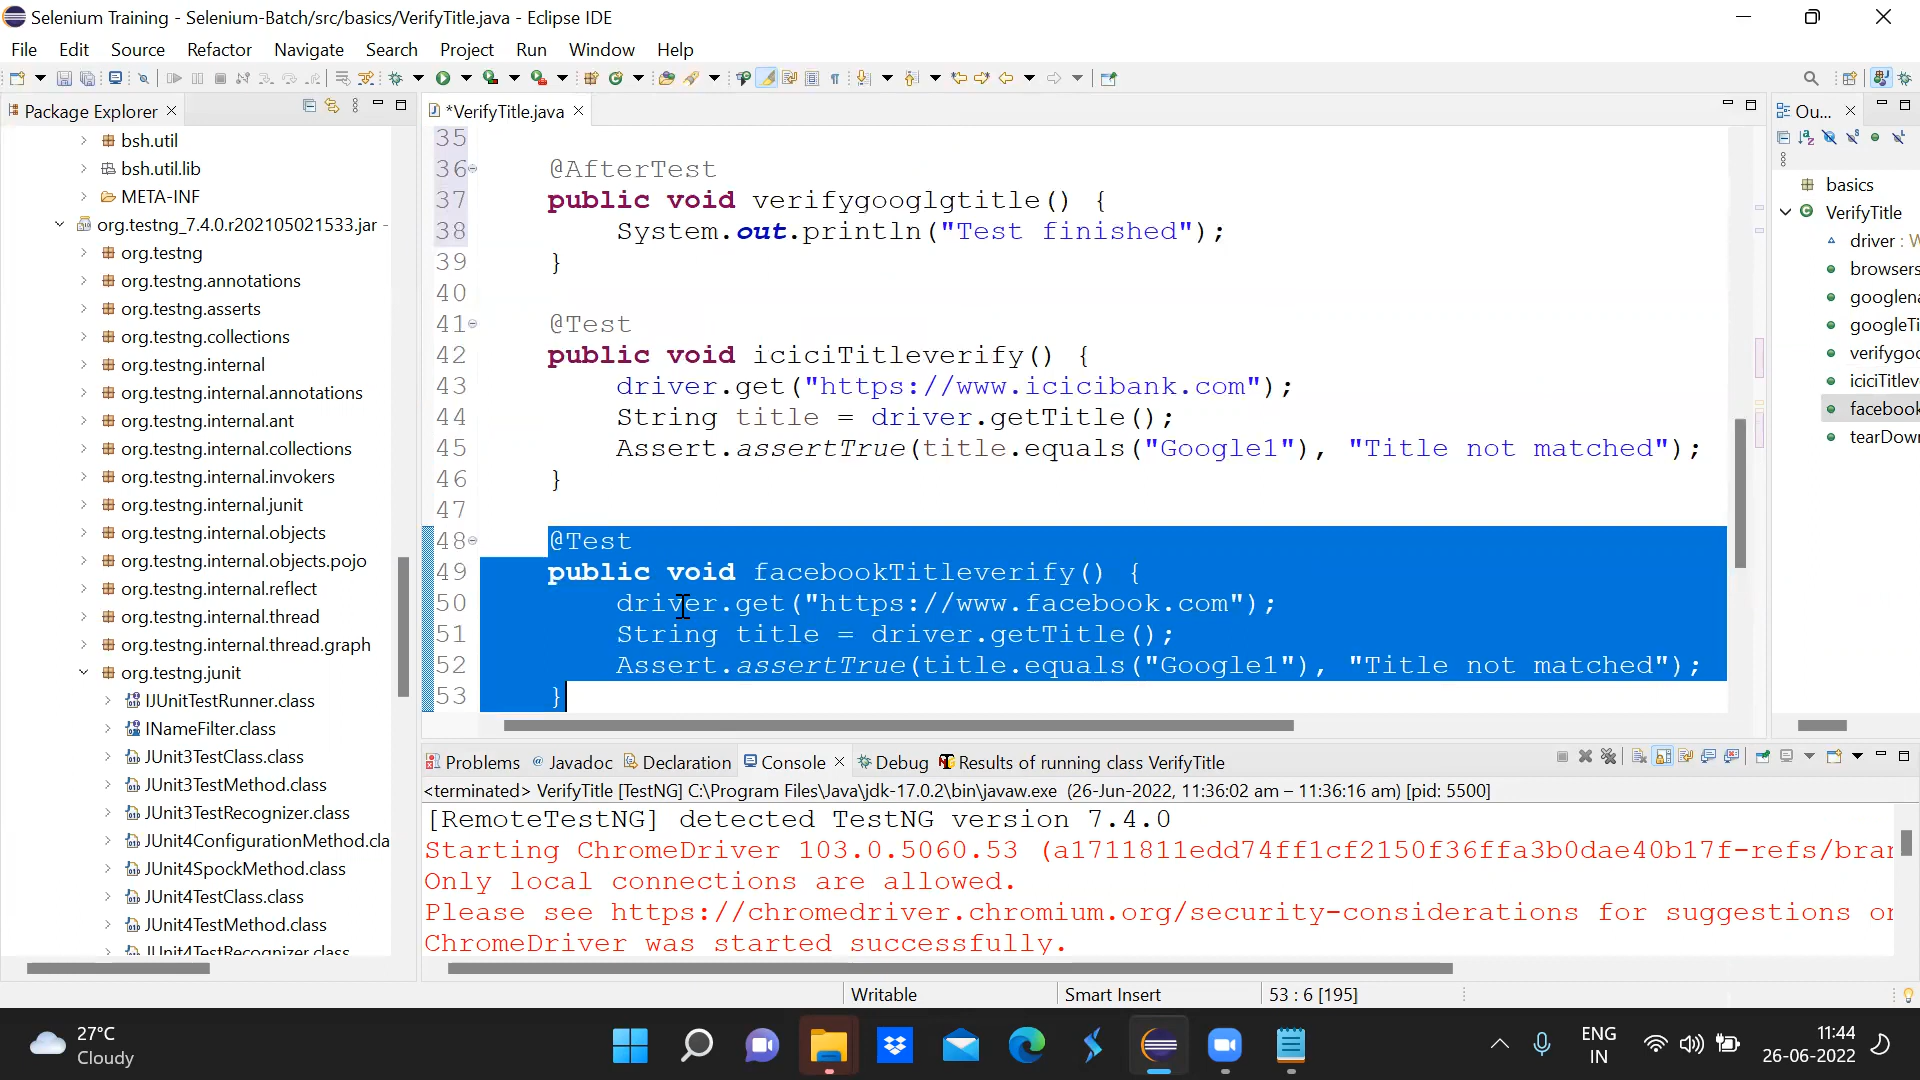 Selenium Training - Selenium-Batch/src/basics/VerifyTitle.java - Eclipse IDE
File Edit Source Refactor Navigate Search Project Run Window Help
Package Explorer
bsh.util
bsh.util.lib
META-INF
org.testng_7.4.0.r202105021533.jar -
org.testng
org.testng.annotations
org.testng.asserts
org.testng.collections
org.testng.internal
org.testng.internal.annotations
org.testng.internal.ant
org.testng.internal.collections
org.testng.internal.invokers
org.testng.internal.junit
org.testng.internal.objects
org.testng.internal.objects.pojo
org.testng.internal.reflect
org.testng.internal.thread
org.testng.internal.thread.graph
org.testng.junit
IJUnitTestRunner.class
INameFilter.class
JUnit3TestClass.class
JUnit3TestMethod.class
JUnit3TestRecognizer.class
JUnit4ConfigurationMethod.cla
JUnit4SpockMethod.class
JUnit4TestClass.class
JUnit4TestMethod.class
JUnit4TestRecognizer.class
*VerifyTitle.java
35
36 @AfterTest
37 public void verifygooglgtitle() {
38 System.out.println("Test finished");
39 }
40
41 @Test
42 public void iciciTitleverify() {
43 driver.get("https://www.icicibank.com");
44 String title = driver.getTitle();
45 Assert.assertTrue(title.equals("Google1"), "Title not matched");
46 }
47
48 @Test
49 public void facebookTitleverify() {
50 driver.get("https://www.facebook.com");
51 String title = driver.getTitle();
52 Assert.assertTrue(title.equals("Google1"), "Title not matched");
53 }
Ou...
basics
VerifyTitle
driver : W
browsers
googlena
googleTi
verifygoo
iciciTitlev
facebook
tearDown
Problems @ Javadoc Declaration Console Debug Results of running class VerifyTitle
<terminated> VerifyTitle [TestNG] C:\Program Files\Java\jdk-17.0.2\bin\javaw.exe (26-Jun-2022, 11:36:02 am – 11:36:16 am) [pid: 5500]
[RemoteTestNG] detected TestNG version 7.4.0
Starting ChromeDriver 103.0.5060.53 (a1711811edd74ff1cf2150f36ffa3b0dae40b17f-refs/bran
Only local connections are allowed.
Please see https://chromedriver.chromium.org/security-considerations for suggestions on
ChromeDriver was started successfully.
Writable Smart Insert 53 : 6 [195]
27°C
Cloudy
ENG
IN
11:44
26-06-2022